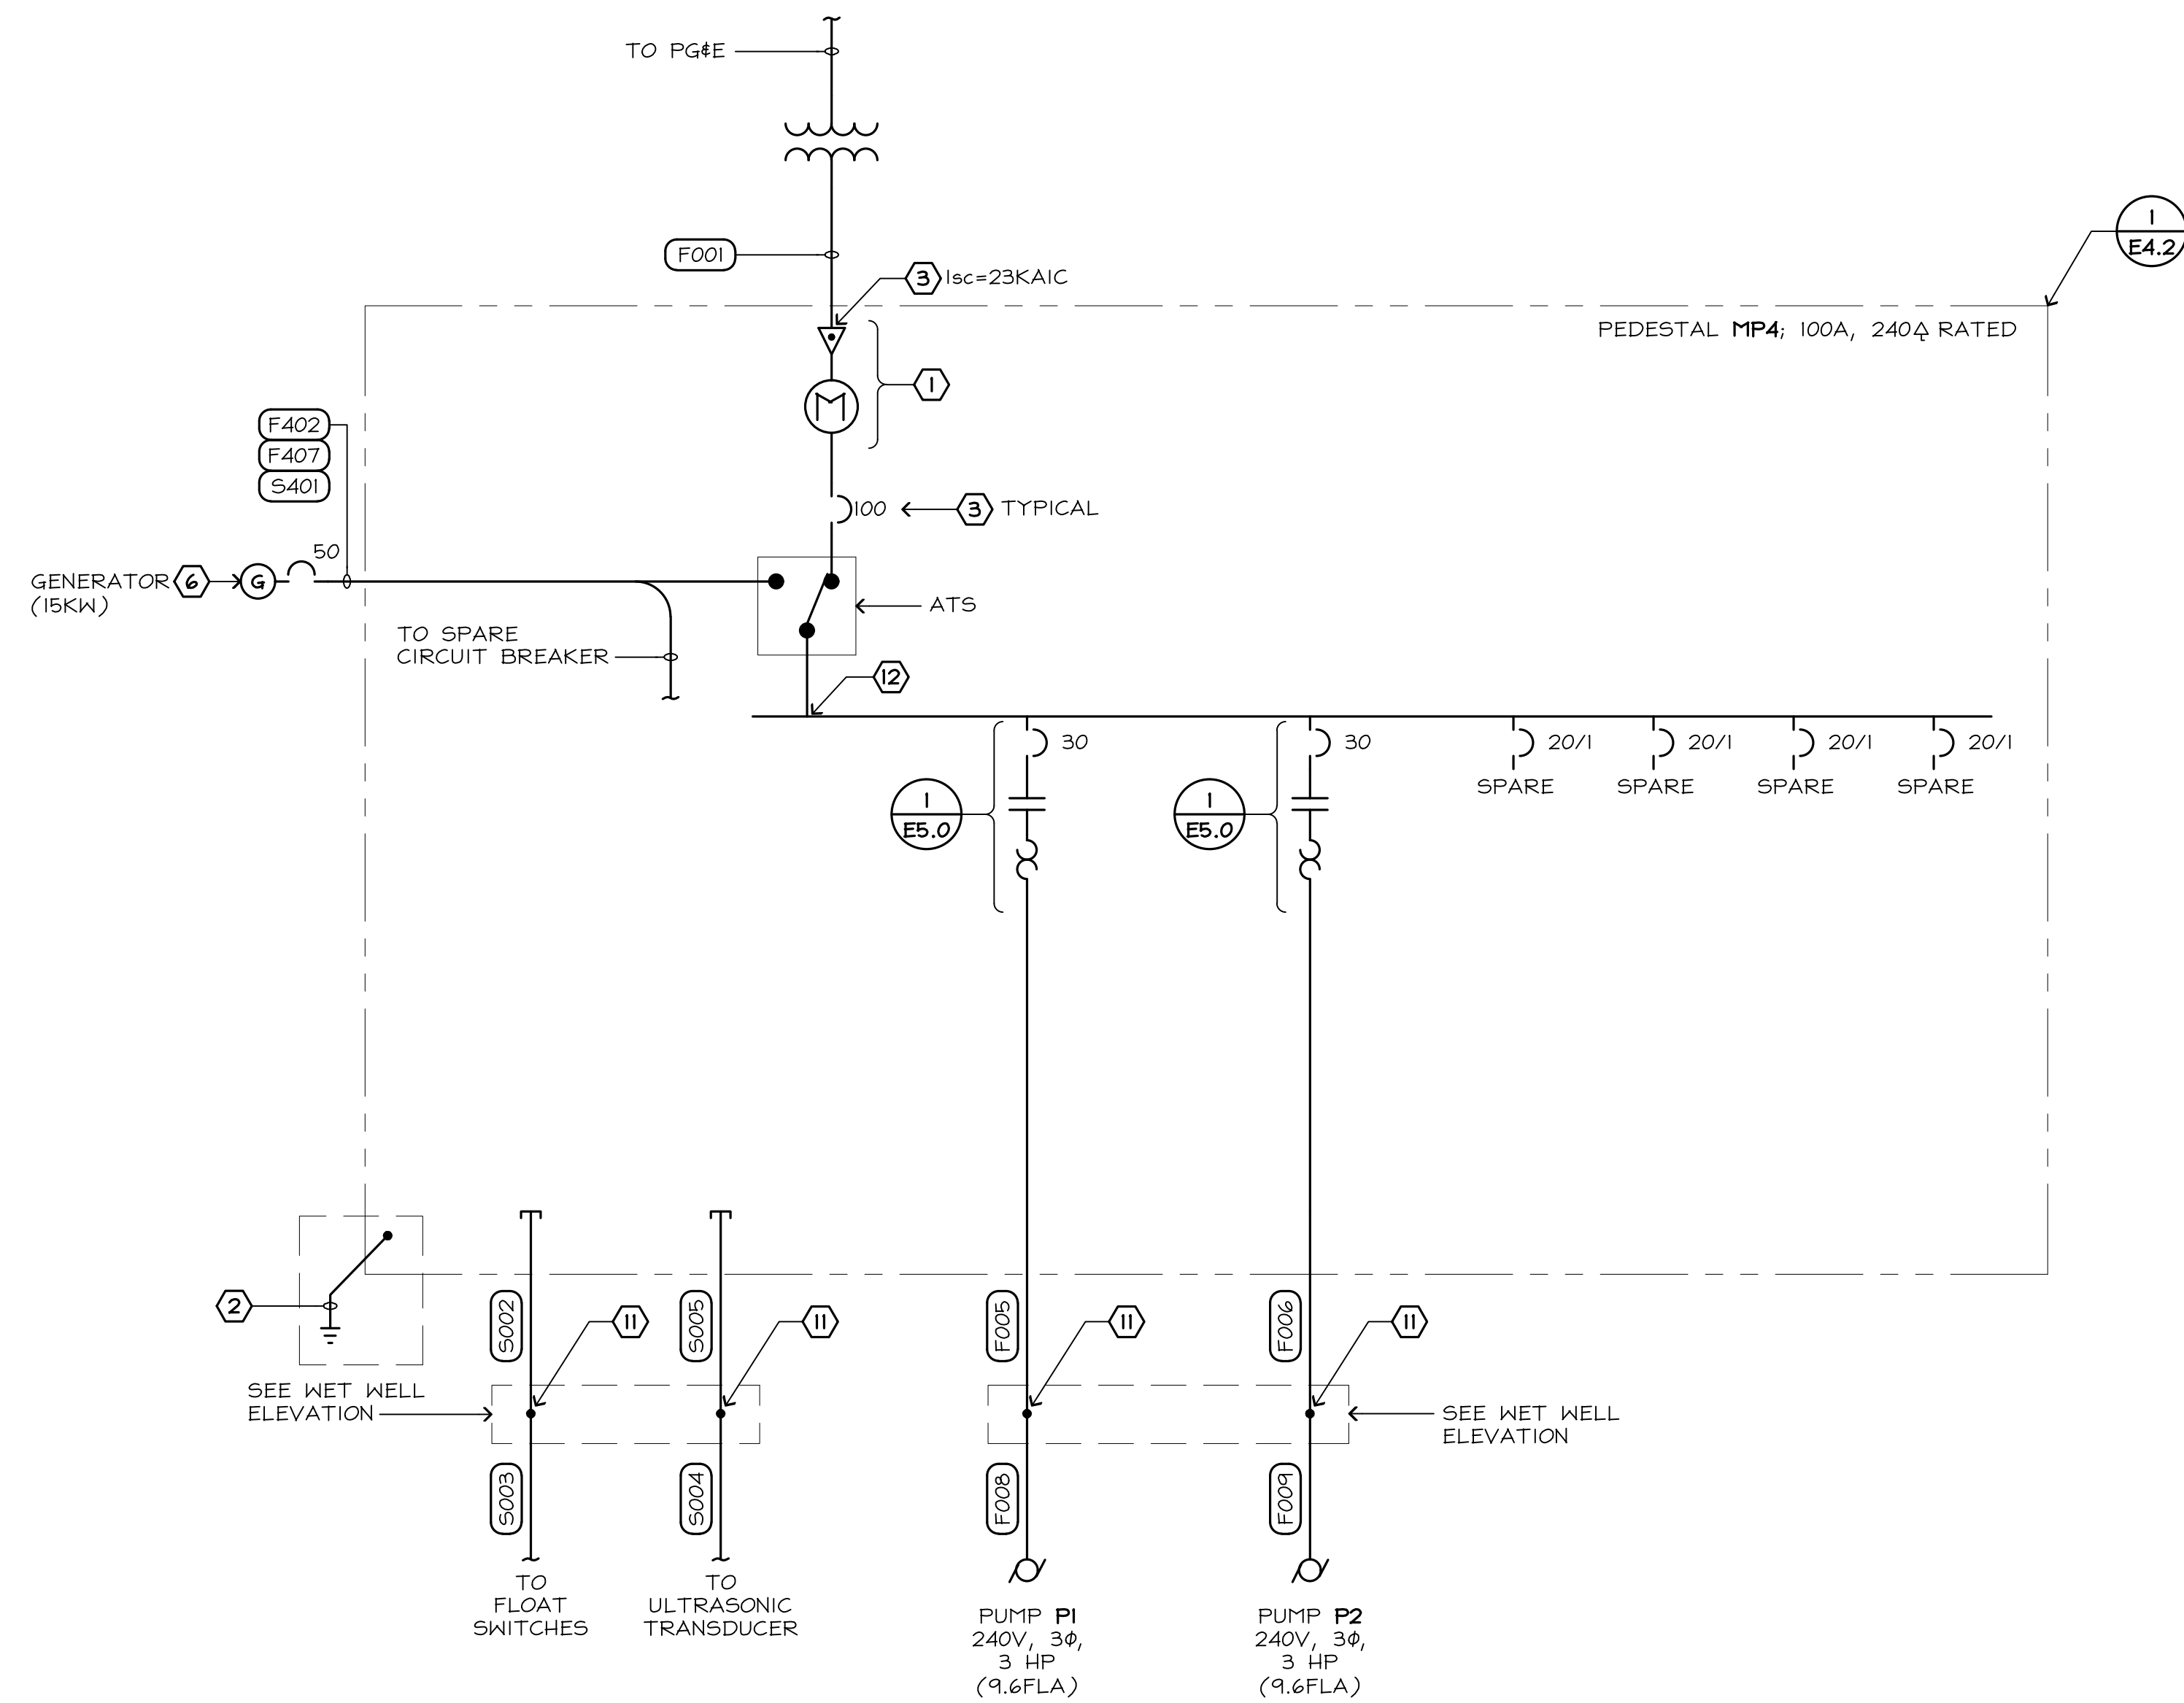 TO PG&E
F001
3 Isc=23KAIC
1
E4.2
PEDESTAL MP4; 100A, 240 RATED
1
M
F402
F407
S401
100
3 TYPICAL
50
GENERATOR 6
(15KW)
G
ATS
TO SPARE
CIRCUIT BREAKER
12
30
30
20/1
20/1
20/1
20/1
SPARE
SPARE
SPARE
SPARE
1
E5.0
1
E5.0
2
S002
11
S005
11
F005
11
F006
11
SEE WET WELL
ELEVATION
SEE WET WELL
ELEVATION
S003
S004
F008
F009
TO
FLOAT
SWITCHES
TO
ULTRASONIC
TRANSDUCER
PUMP P1
240V, 3Φ,
3 HP
(9.6FLA)
PUMP P2
240V, 3Φ,
3 HP
(9.6FLA)